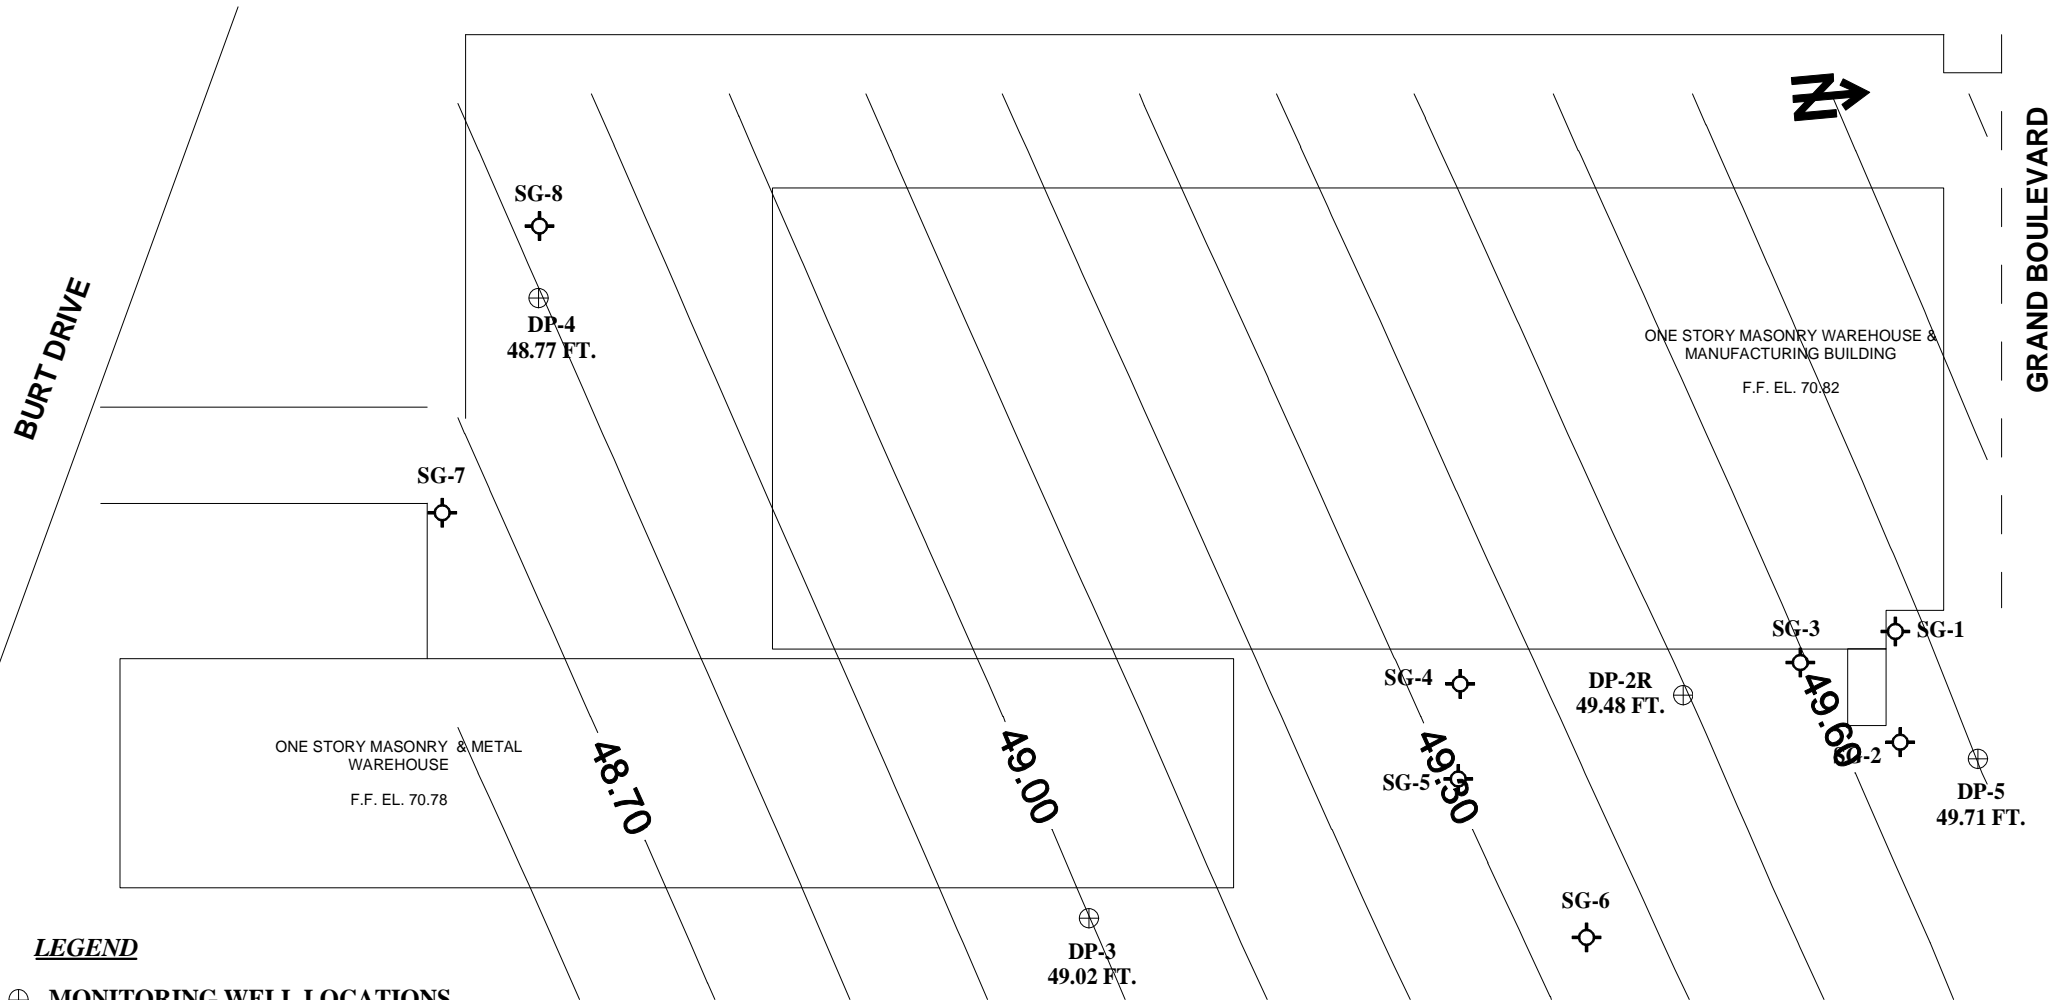 N
GRAND BOULEVARD
BURT DRIVE
SG-8
DP-4
48.77 FT.
ONE STORY MASONRY WAREHOUSE &
MANUFACTURING BUILDING
F.F. EL. 70.82
SG-7
SG-3
SG-1
SG-4
DP-2R
49.48 FT.
49.60
SG-2
SG-5
49.30
DP-5
49.71 FT.
ONE STORY MASONRY & METAL
WAREHOUSE
F.F. EL. 70.78
48.70
49.00
SG-6
DP-3
49.02 FT.
LEGEND
MONITORING WELL LOCATIONS